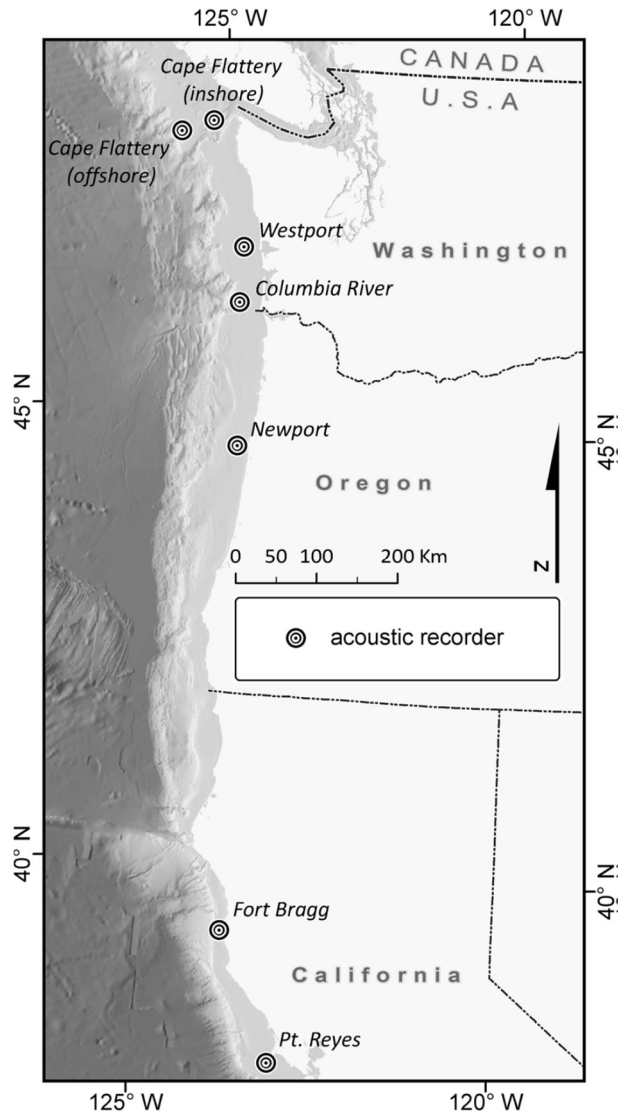 125° W
120° W
CANADA
U.S.A
Cape Flattery
(inshore)
Cape Flattery
(offshore)
Westport
Washington
Columbia River
45° N
45° N
Newport
Oregon
0 50 100 200 Km
N
acoustic recorder
40° N
40° N
Fort Bragg
California
Pt. Reyes
125° W
120° W